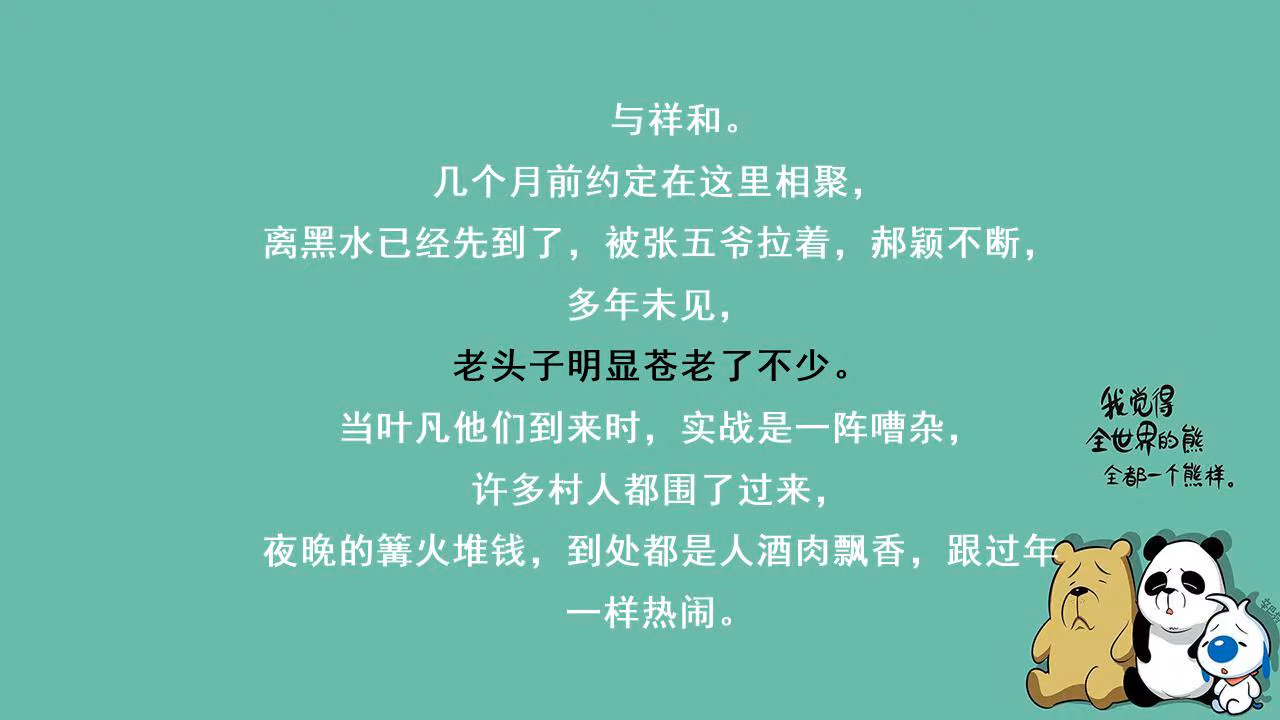 与祥和。
几个月前约定在这里相聚，
离黑水已经先到了，被张五爷拉着，郝颖不断，
多年未见，
老头子明显苍老了不少。
当叶凡他们到来时，实战是一阵嘈杂，
许多村人都围了过来，
夜晚的篝火堆钱，到处都是人酒肉飘香，跟过年
一样热闹。
我觉得
全世界的熊
全都一个熊样。